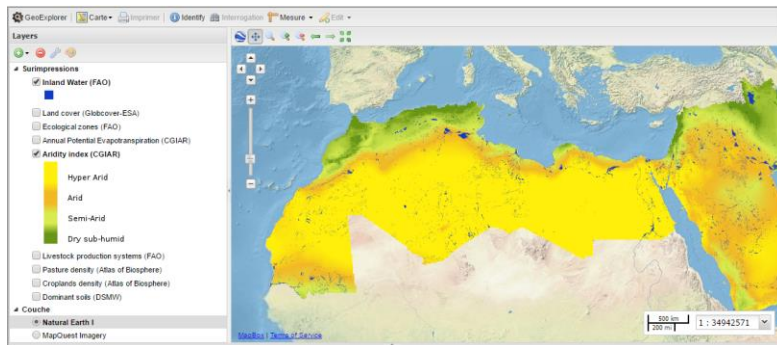 GeoExplorer Carte Imprimer Identify Interrogation Mesure Edit
Layers
Surimpressions
Inland Water (FAO)
Land cover (Globcover-ESA)
Ecological zones (FAO)
Annual Potential Evapotranspiration (CGIAR)
Aridity index (CGIAR)
Hyper Arid
Arid
Semi-Arid
Dry sub-humid
Livestock production systems (FAO)
Pasture density (Atlas of Biosphere)
Croplands density (Atlas of Biosphere)
Dominant soils (DSMW)
Couche
Natural Earth I
MapQuest Imagery
MapBox | Terms of Service
500 km
200 mi
1 : 34942571